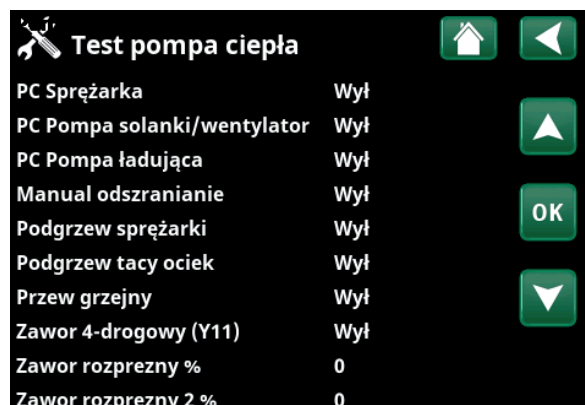 Test pompa ciepła
PC Sprężarka Wył
PC Pompa solanki/wentylator Wył
PC Pompa ładująca Wył
Manual odszranianie Wył
OK
Podgrzew sprężarki Wył
Podgrzew tacy ociek Wył
Przew grzejny Wył
Zawor 4-drogowy (Y11) Wył
Zawor rozprezny % 0
Zawor rozprezny 2 % 0